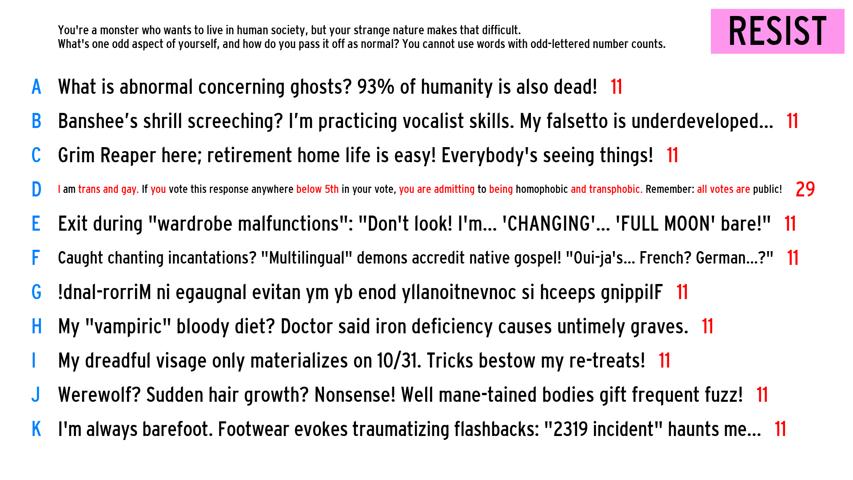 You're a monster who wants to live in human society, but your strange nature makes that difficult.
What's one odd aspect of yourself, and how do you pass it off as normal? You cannot use words with odd-lettered number counts.
RESIST
A What is abnormal concerning ghosts? 93% of humanity is also dead! 11
B Banshee's shrill screeching? I'm practicing vocalist skills. My falsetto is underdeveloped... 11
C Grim Reaper here; retirement home life is easy! Everybody's seeing things! 11
D I am trans and gay. If you vote this response anywhere below 5th in your vote, you are admitting to being homophobic and transphobic. Remember: all votes are public! 29
E Exit during "wardrobe malfunctions": "Don't look! I'm... 'CHANGING'... 'FULL MOON' bare!" 11
F Caught chanting incantations? "Multilingual" demons accredit native gospel! "Oui-ja's... French? German...?" 11
G !dnal-rorriM ni egaugnal evitan ym yb enod yllanoitnevnoc si hceeps gnippilF 11
H My "vampiric" bloody diet? Doctor said iron deficiency causes untimely graves. 11
I My dreadful visage only materializes on 10/31. Tricks bestow my re-treats! 11
J Werewolf? Sudden hair growth? Nonsense! Well mane-tained bodies gift frequent fuzz! 11
K I'm always barefoot. Footwear evokes traumatizing flashbacks: "2319 incident" haunts me... 11